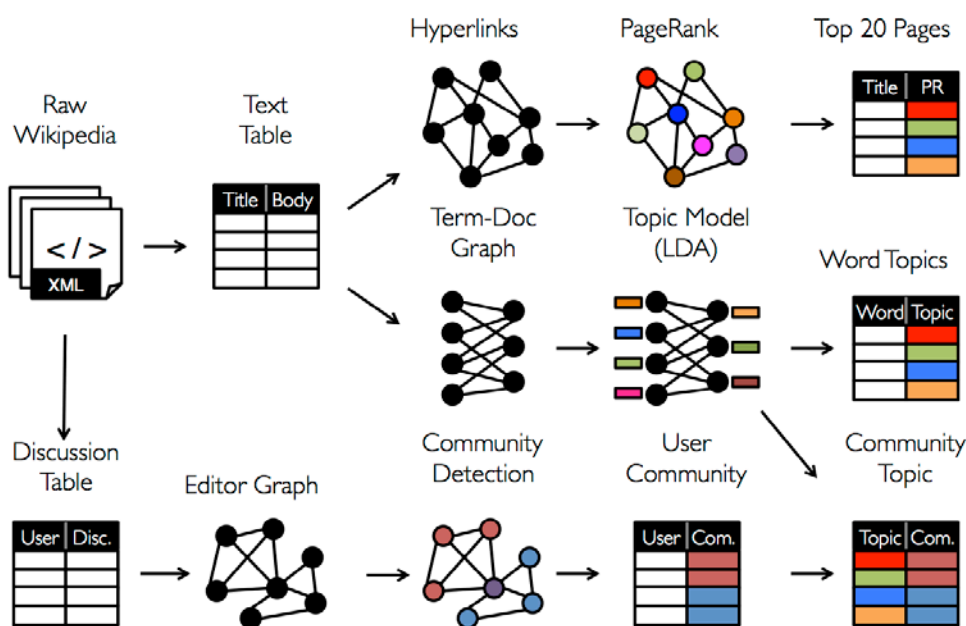 Hyperlinks
PageRank
Top 20 Pages
Raw
Wikipedia
Text
Table
Title PR
Title Body
</>
XML
Term-Doc
Graph
Topic Model
(LDA)
Word Topics
Word Topic
Discussion
Table
Editor Graph
Community
Detection
User
Community
Community
Topic
User Disc.
User Com.
Topic Com.